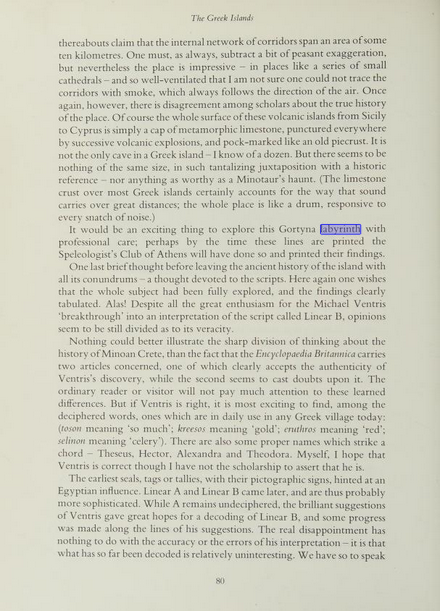 The Greek Islands
thereabouts claim that the internal network of corridors span an area of some
ten kilometres. One must, as always, subtract a bit of peasant exaggeration,
but nevertheless the place is impressive – in places like a series of small
cathedrals – and so well-ventilated that I am not sure one could not trace the
corridors with smoke, which always follows the direction of the air. Once
again, however, there is disagreement among scholars about the true history
of the place. Of course the whole surface of these volcanic islands from Sicily
to Cyprus is simply a cap of metamorphic limestone, punctured everywhere
by successive volcanic explosions, and pock-marked like an old piecrust. It is
not the only cave in a Greek island – I know of a dozen. But there seems to be
nothing of the same size, in such tantalizing juxtaposition with a historic
reference – nor anything as worthy as a Minotaur's haunt. (The limestone
crust over most Greek islands certainly accounts for the way that sound
carries over great distances; the whole place is like a drum, responsive to
every snatch of noise.)
It would be an exciting thing to explore this Gortyna labyrinth with
professional care; perhaps by the time these lines are printed the
Speleologist's Club of Athens will have done so and printed their findings.
One last brief thought before leaving the ancient history of the island with
all its conundrums – a thought devoted to the scripts. Here again one wishes
that the whole subject had been fully explored, and the findings clearly
tabulated. Alas! Despite all the great enthusiasm for the Michael Ventris
'breakthrough' into an interpretation of the script called Linear B, opinions
seem to be still divided as to its veracity.
Nothing could better illustrate the sharp division of thinking about the
history of Minoan Crete, than the fact that the Encyclopaedia Britannica carries
two articles concerned, one of which clearly accepts the authenticity of
Ventris's discovery, while the second seems to cast doubts upon it. The
ordinary reader or visitor will not pay much attention to these learned
differences. But if Ventris is right, it is most exciting to find, among the
deciphered words, ones which are in daily use in any Greek village today:
(toson meaning 'so much'; kreesos meaning 'gold'; eruthros meaning 'red';
selinon meaning 'celery'). There are also some proper names which strike a
chord – Theseus, Hector, Alexandra and Theodora. Myself, I hope that
Ventris is correct though I have not the scholarship to assert that he is.
The earliest seals, tags or tallies, with their pictographic signs, hinted at an
Egyptian influence. Linear A and Linear B came later, and are thus probably
more sophisticated. While A remains undeciphered, the brilliant suggestions
of Ventris gave great hopes for a decoding of Linear B, and some progress
was made along the lines of his suggestions. The real disappointment has
nothing to do with the accuracy or the errors of his interpretation – it is that
what has so far been decoded is relatively uninteresting. We have so to speak
80